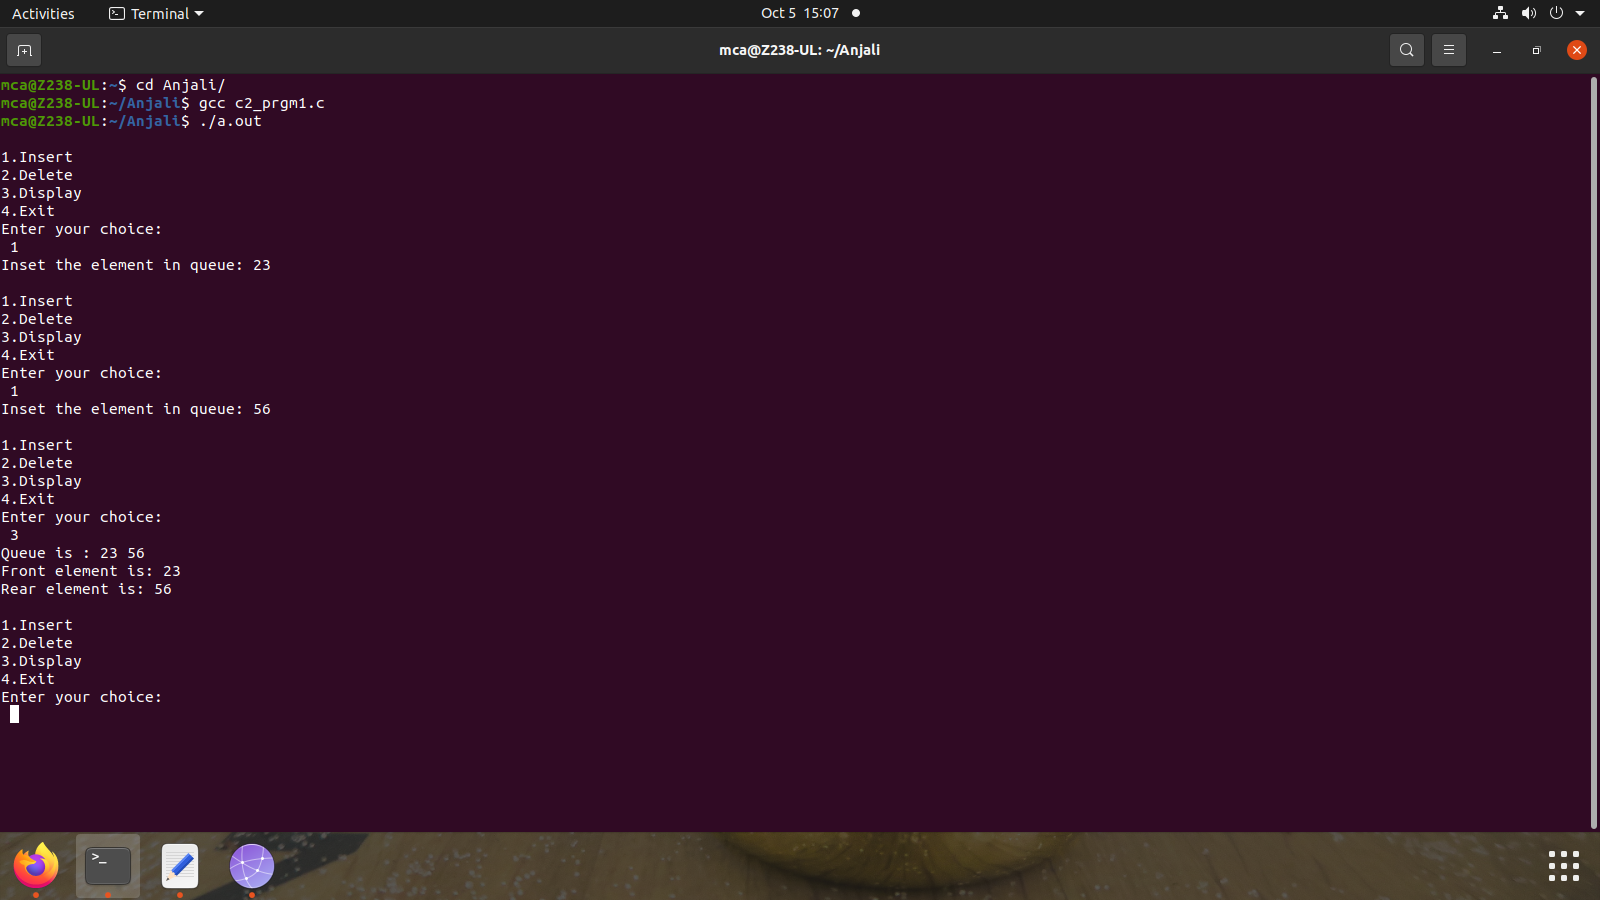 Activities Terminal Oct 5 15:07
mca@Z238-UL: ~/Anjali
mca@Z238-UL:~$ cd Anjali/
mca@Z238-UL:~/Anjali$ gcc c2_prgm1.c
mca@Z238-UL:~/Anjali$ ./a.out
1.Insert
2.Delete
3.Display
4.Exit
Enter your choice:
1
Inset the element in queue: 23
1.Insert
2.Delete
3.Display
4.Exit
Enter your choice:
1
Inset the element in queue: 56
1.Insert
2.Delete
3.Display
4.Exit
Enter your choice:
3
Queue is : 23 56
Front element is: 23
Rear element is: 56
1.Insert
2.Delete
3.Display
4.Exit
Enter your choice: